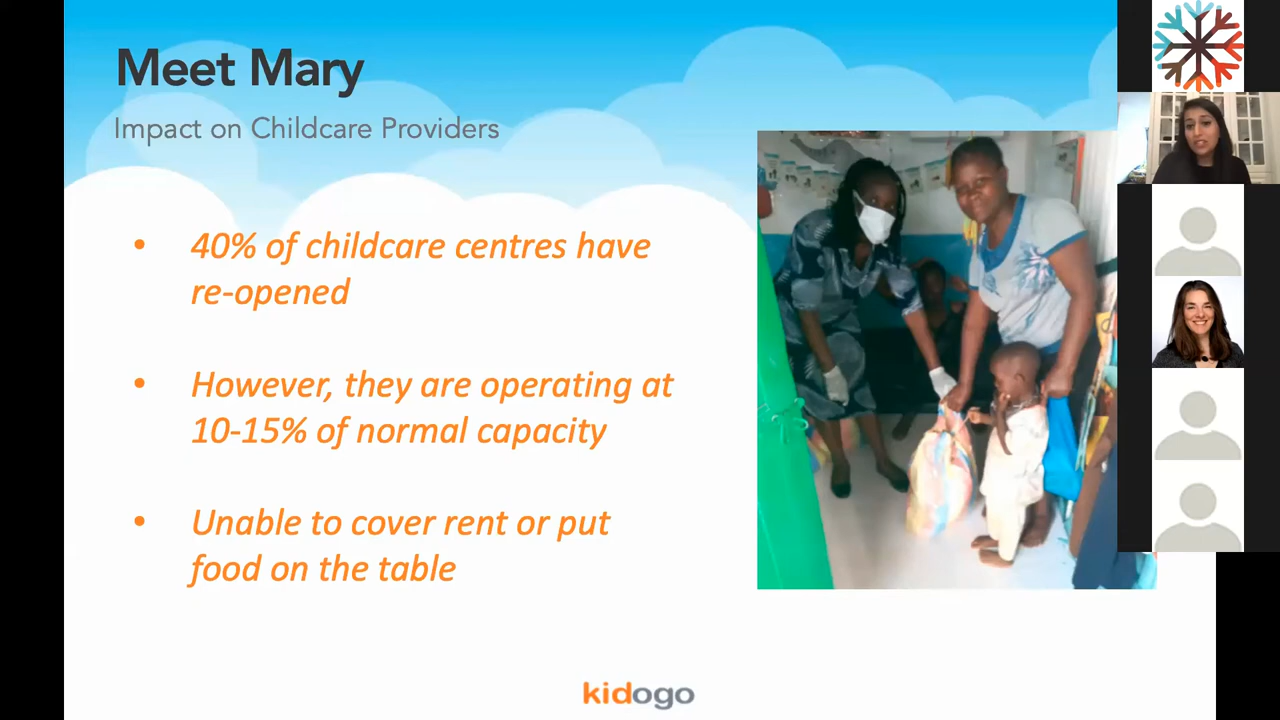 Meet Mary
Impact on Childcare Providers
• 40% of childcare centres have
re-opened
• However, they are operating at
10-15% of normal capacity
• Unable to cover rent or put
food on the table
kidogo